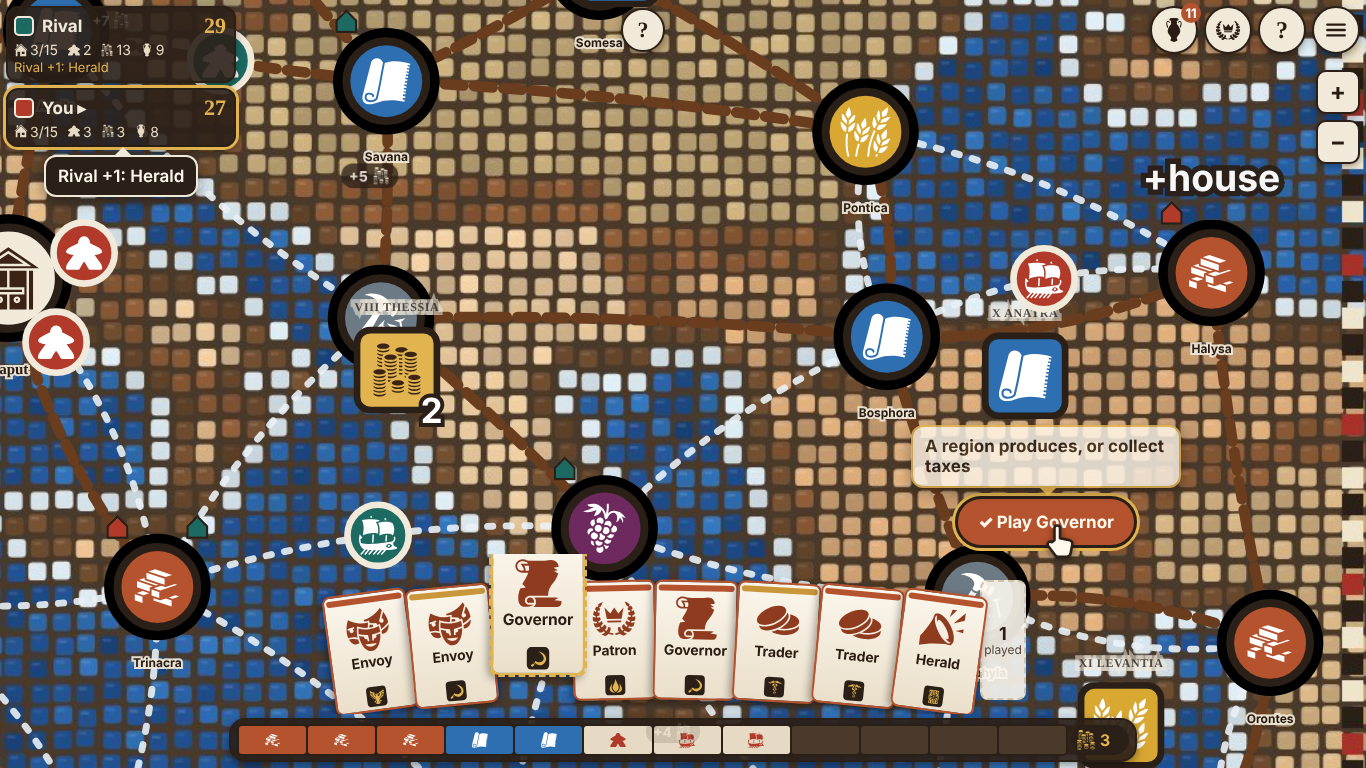 Rival 29
3/15 2 13 9
Rival +1: Herald
You ▸ 27
3/15 3 3 8
Rival +1: Herald
?
11
?
+
−
Somesa
Savana
+5
Pontica
+house
VIII THESSIA
2
X ANATRA
Halysa
Bosphora
A region produces, or collect
taxes
✓ Play Governor
Trinacra
Envoy
Envoy
Governor
Patron
Governor
Trader
Trader
Herald
1
played
XI LEVANTIA
Orontes
+4
3